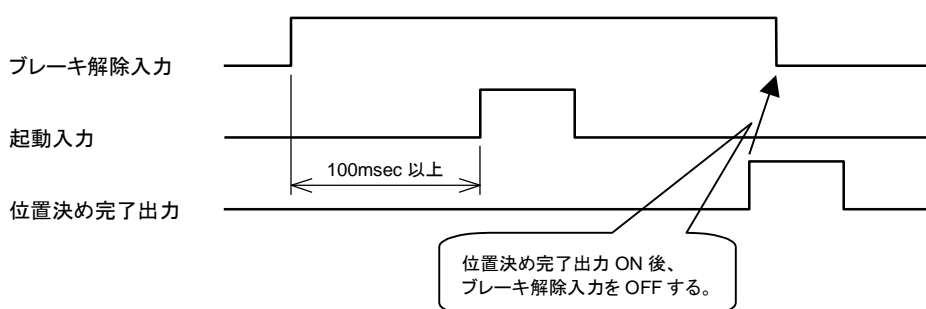 ブレーキ解除入力
起動入力
100msec 以上
位置決め完了出力
位置決め完了出力 ON 後、
ブレーキ解除入力を OFF する。